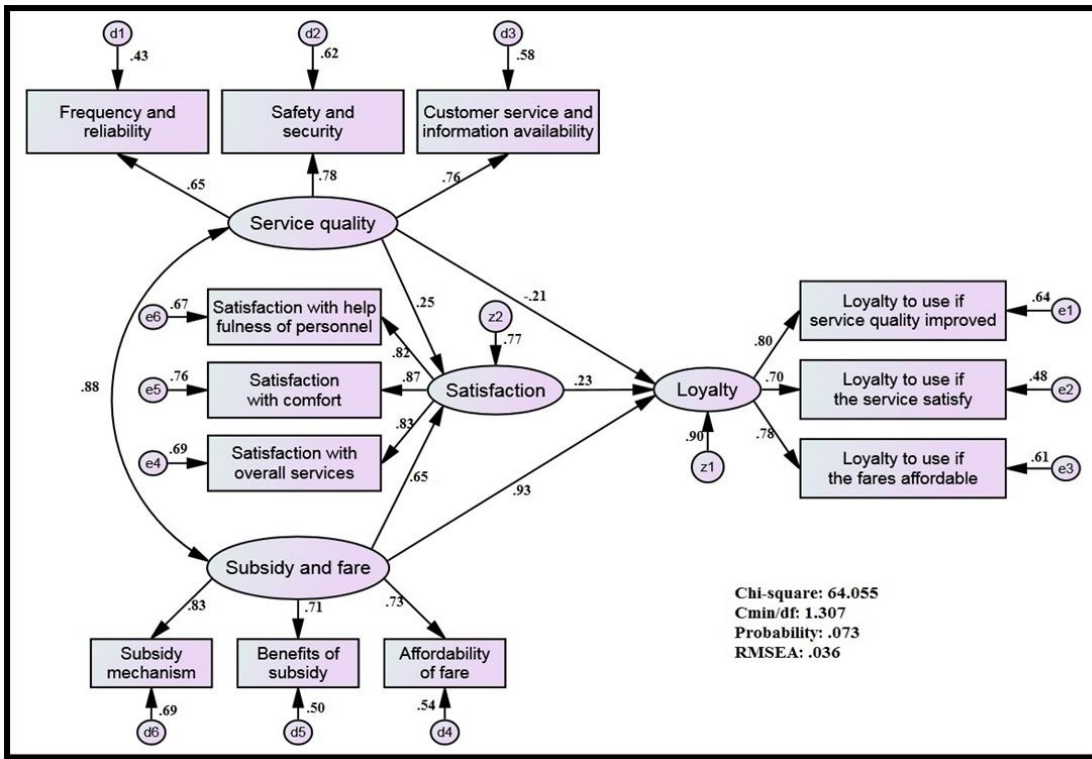 d1
d2
d3
.43
.62
.58
Frequency and
reliability
Safety and
security
Customer service and
information availability
.65
.78
.76
Service quality
.88
.25
-.21
e6
.67
Satisfaction with help
fulness of personnel
.82
e5
.76
Satisfaction
with comfort
.87
e4
.69
Satisfaction with
overall services
.83
z2
.77
Satisfaction
.23
Loyalty
.90
z1
.80
.70
.78
Loyalty to use if
service quality improved
.64
e1
Loyalty to use if
the service satisfy
.48
e2
Loyalty to use if
the fares affordable
.61
e3
.65
.93
Subsidy and fare
.83
.71
.73
Subsidy
mechanism
Benefits of
subsidy
Affordability
of fare
.69
.50
.54
d6
d5
d4
Chi-square: 64.055
Cmin/df: 1.307
Probability: .073
RMSEA: .036